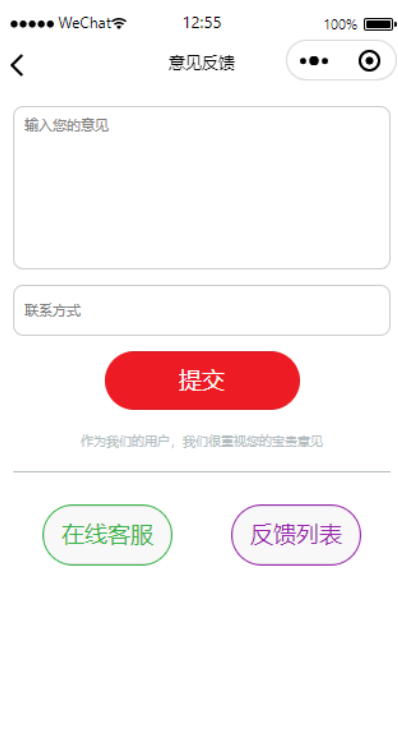 WeChat 12:55 100%
意见反馈
输入您的意见
联系方式
提交
作为我们的用户，我们很重视您的宝贵意见
在线客服 反馈列表